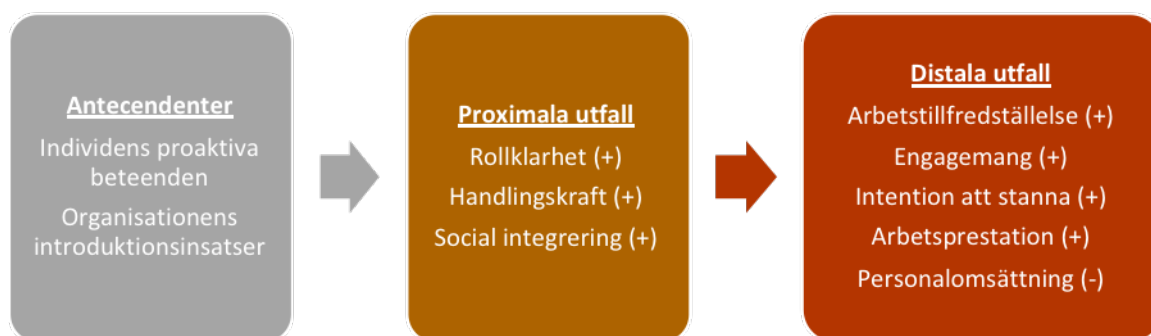 Antecendenter
Individens proaktiva
beteenden
Organisationens
introduktionsinsatser
Proximala utfall
Rollklarhet (+)
Handlingskraft (+)
Social integrering (+)
Distala utfall
Arbetstillfredställelse (+)
Engagemang (+)
Intention att stanna (+)
Arbetsprestation (+)
Personalomsättning (-)